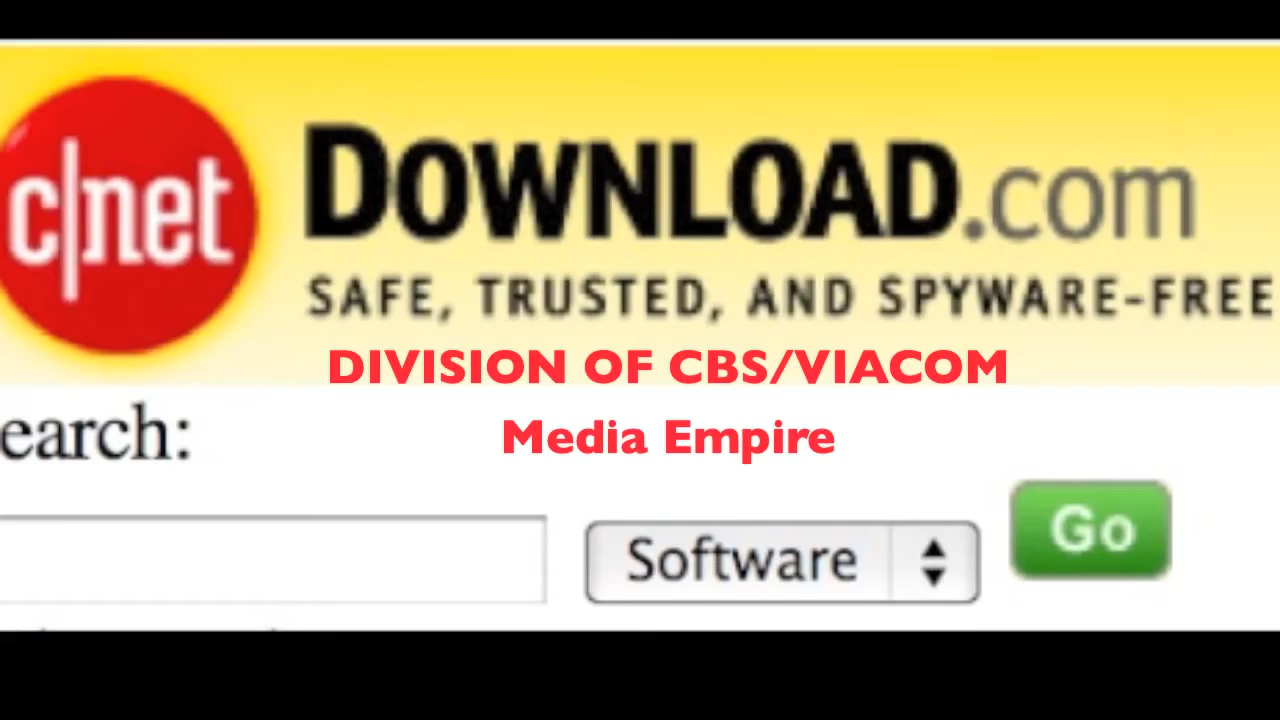 c|net
DOWNLOAD.com
SAFE, TRUSTED, AND SPYWARE-FREE
DIVISION OF CBS/VIACOM
Media Empire
earch:
Software
Go